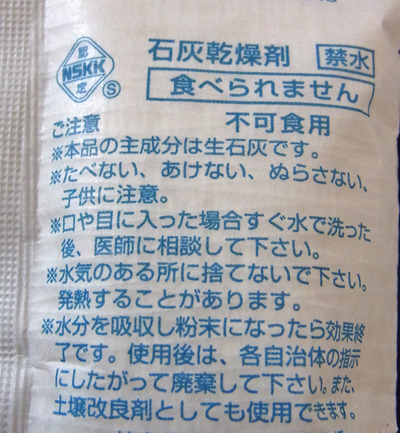 認
NSKK
定
S
石灰乾燥剤 禁水
食べられません
ご注意 不可食用
※本品の主成分は生石灰です。
※たべない、あけない、ぬらさない、
子供に注意。
※口や目に入った場合すぐ水で洗った
後、医師に相談して下さい。
※水気のある所に捨てないで下さい。
発熱することがあります。
※水分を吸収し粉末になったら効果終
了です。使用後は、各自治体の指示
にしたがって廃棄して下さい。また、
土壌改良剤としても使用できます。